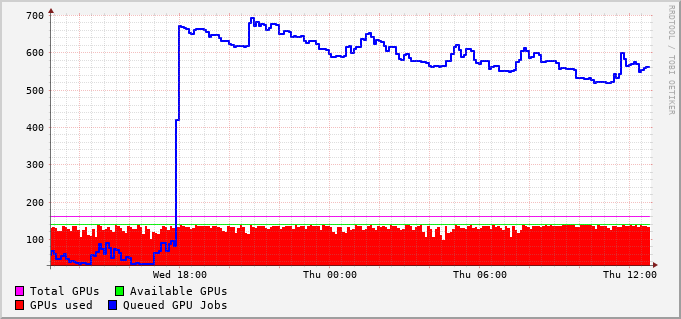 700
600
500
400
300
200
100
Wed 18:00 Thu 00:00 Thu 06:00 Thu 12:00
Total GPUs Available GPUs
GPUs used Queued GPU Jobs
RRDTOOL / TOBI OETIKER